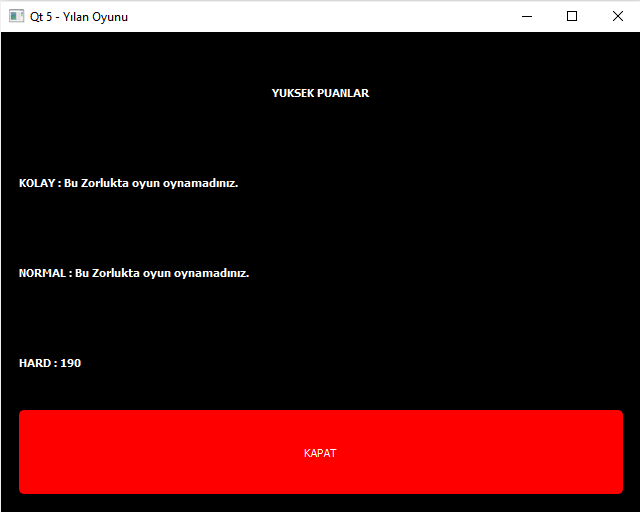 Qt 5 - Yılan Oyunu
YUKSEK PUANLAR
KOLAY : Bu Zorlukta oyun oynamadınız.
NORMAL : Bu Zorlukta oyun oynamadınız.
HARD : 190
KAPAT